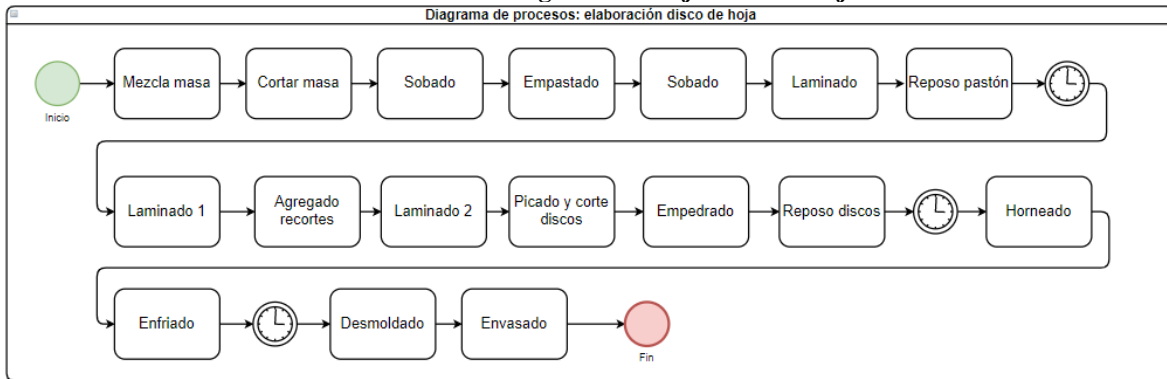 Diagrama de procesos: elaboración disco de hoja
Mezcla masa
Cortar masa
Sobado
Empastado
Sobado
Laminado
Reposo pastón
Inicio
Laminado 1
Agregado
recortes
Laminado 2
Picado y corte
discos
Empedrado
Reposo discos
Horneado
Enfriado
Desmoldado
Envasado
Fin